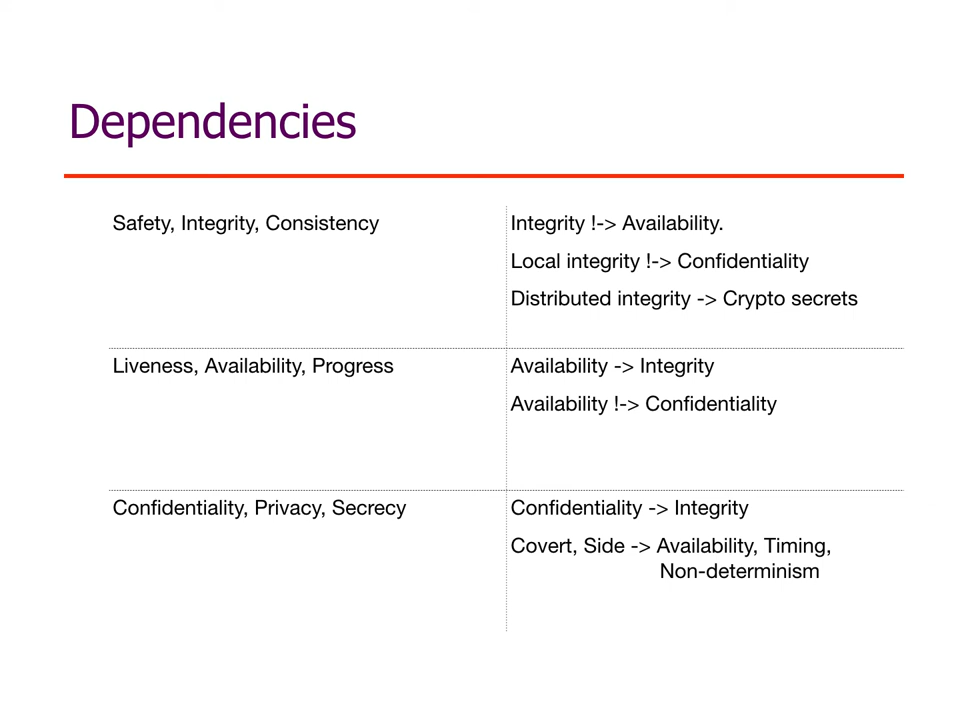 Dependencies
Safety, Integrity, Consistency
Integrity !-> Availability.
Local integrity !-> Confidentiality
Distributed integrity -> Crypto secrets
Liveness, Availability, Progress
Availability -> Integrity
Availability !-> Confidentiality
Confidentiality, Privacy, Secrecy
Confidentiality -> Integrity
Covert, Side -> Availability, Timing,
Non-determinism